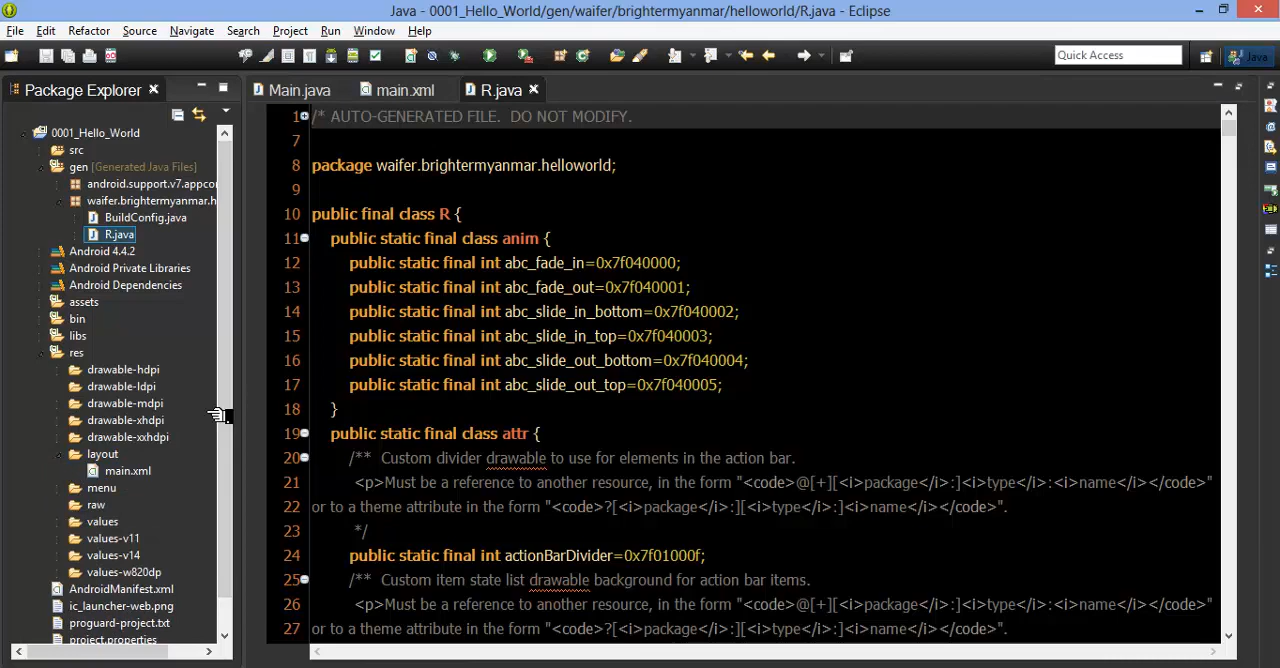 Java - 0001_Hello_World/gen/waifer/brightermyanmar/helloworld/R.java - Eclipse
File Edit Refactor Source Navigate Search Project Run Window Help
Quick Access
Java
Package Explorer
0001_Hello_World
src
gen [Generated Java Files]
android.support.v7.appcor
waifer.brightermyanmar.h
BuildConfig.java
R.java
Android 4.4.2
Android Private Libraries
Android Dependencies
assets
bin
libs
res
drawable-hdpi
drawable-ldpi
drawable-mdpi
drawable-xhdpi
drawable-xxhdpi
layout
main.xml
menu
raw
values
values-v11
values-v14
values-w820dp
AndroidManifest.xml
ic_launcher-web.png
proguard-project.txt
project.properties
Main.java main.xml R.java
1 /* AUTO-GENERATED FILE. DO NOT MODIFY.
7
8 package waifer.brightermyanmar.helloworld;
9
10 public final class R {
11 public static final class anim {
12 public static final int abc_fade_in=0x7f040000;
13 public static final int abc_fade_out=0x7f040001;
14 public static final int abc_slide_in_bottom=0x7f040002;
15 public static final int abc_slide_in_top=0x7f040003;
16 public static final int abc_slide_out_bottom=0x7f040004;
17 public static final int abc_slide_out_top=0x7f040005;
18 }
19 public static final class attr {
20 /** Custom divider drawable to use for elements in the action bar.
21 <p>Must be a reference to another resource, in the form "<code>@[+][<i>package</i>:]<i>type</i>:<i>name</i></code>"
22 or to a theme attribute in the form "<code>?[<i>package</i>:][<i>type</i>:]<i>name</i></code>".
23 */
24 public static final int actionBarDivider=0x7f01000f;
25 /** Custom item state list drawable background for action bar items.
26 <p>Must be a reference to another resource, in the form "<code>@[+][<i>package</i>:]<i>type</i>:<i>name</i></code>"
27 or to a theme attribute in the form "<code>?[<i>package</i>:][<i>type</i>:]<i>name</i></code>".